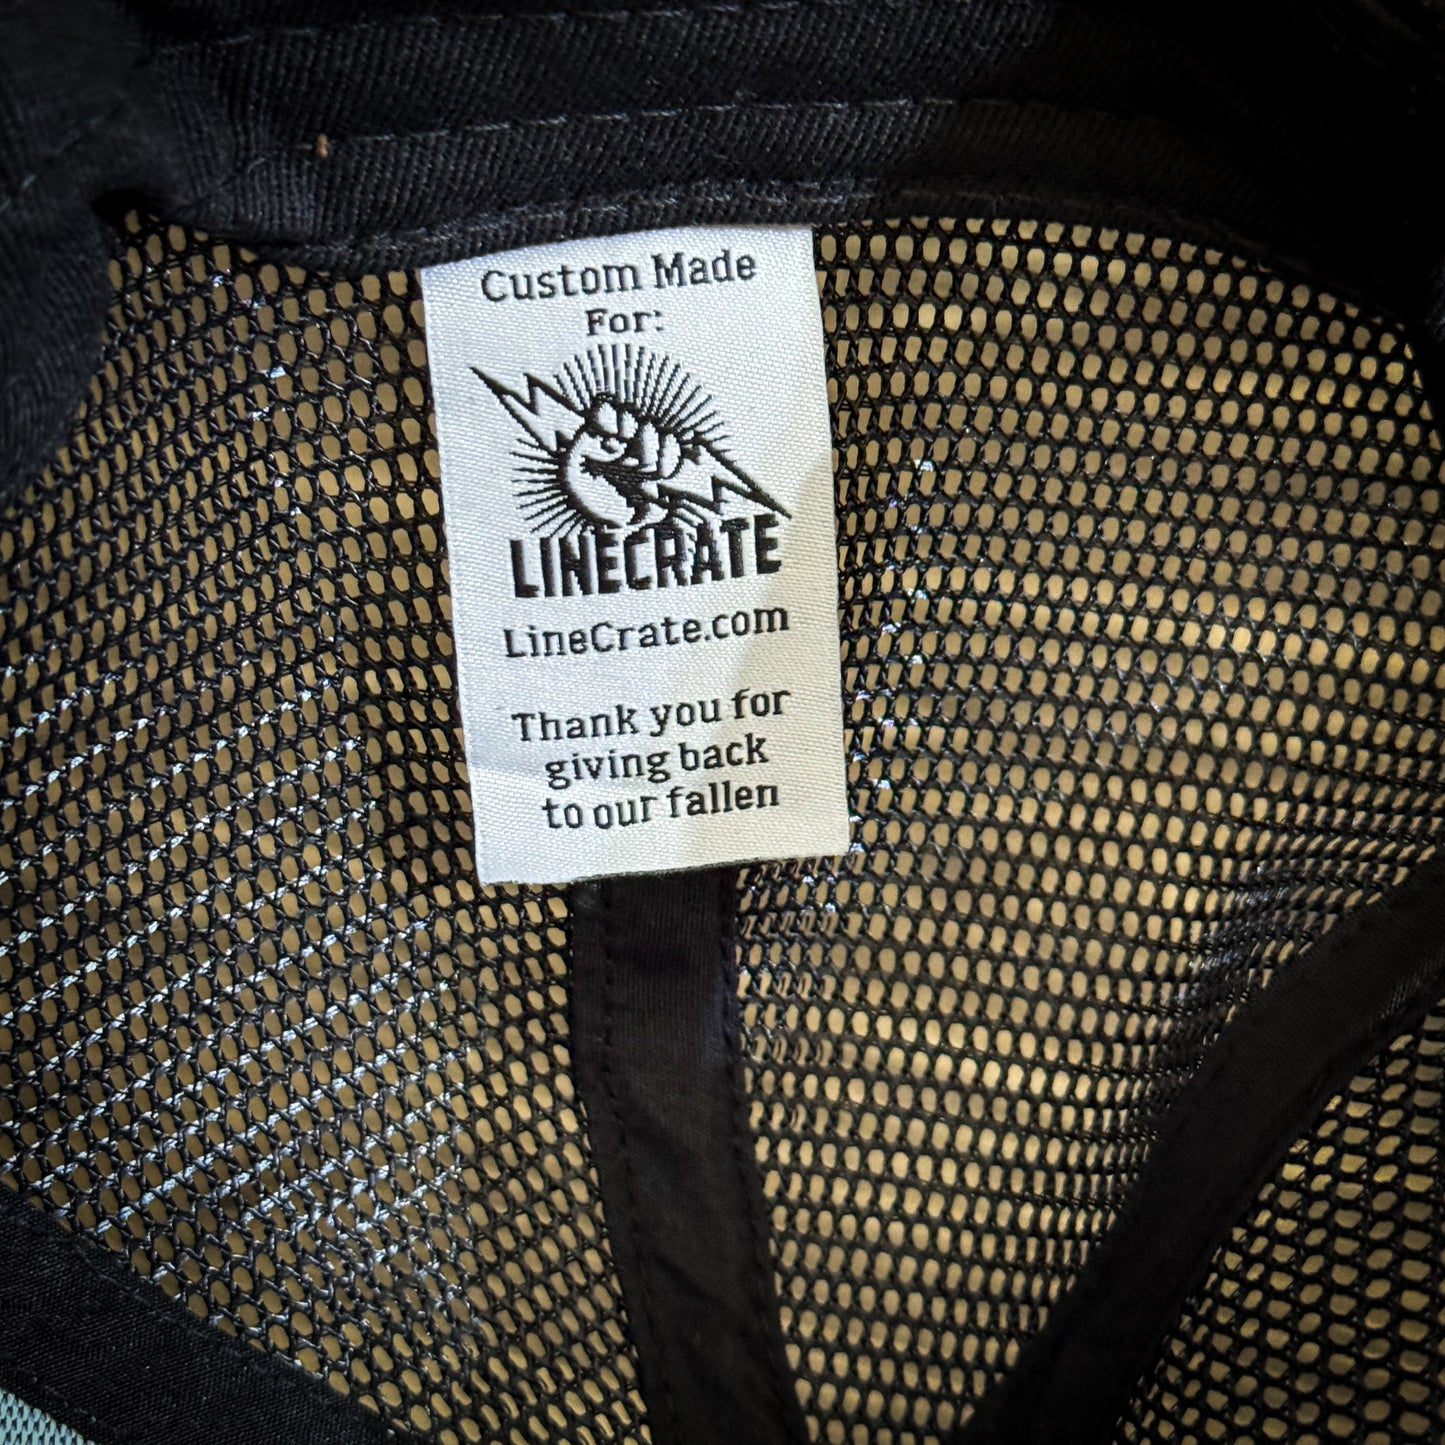 Custom Made
For:
LINECRATE
LineCrate.com
Thank you for
giving back
to our fallen